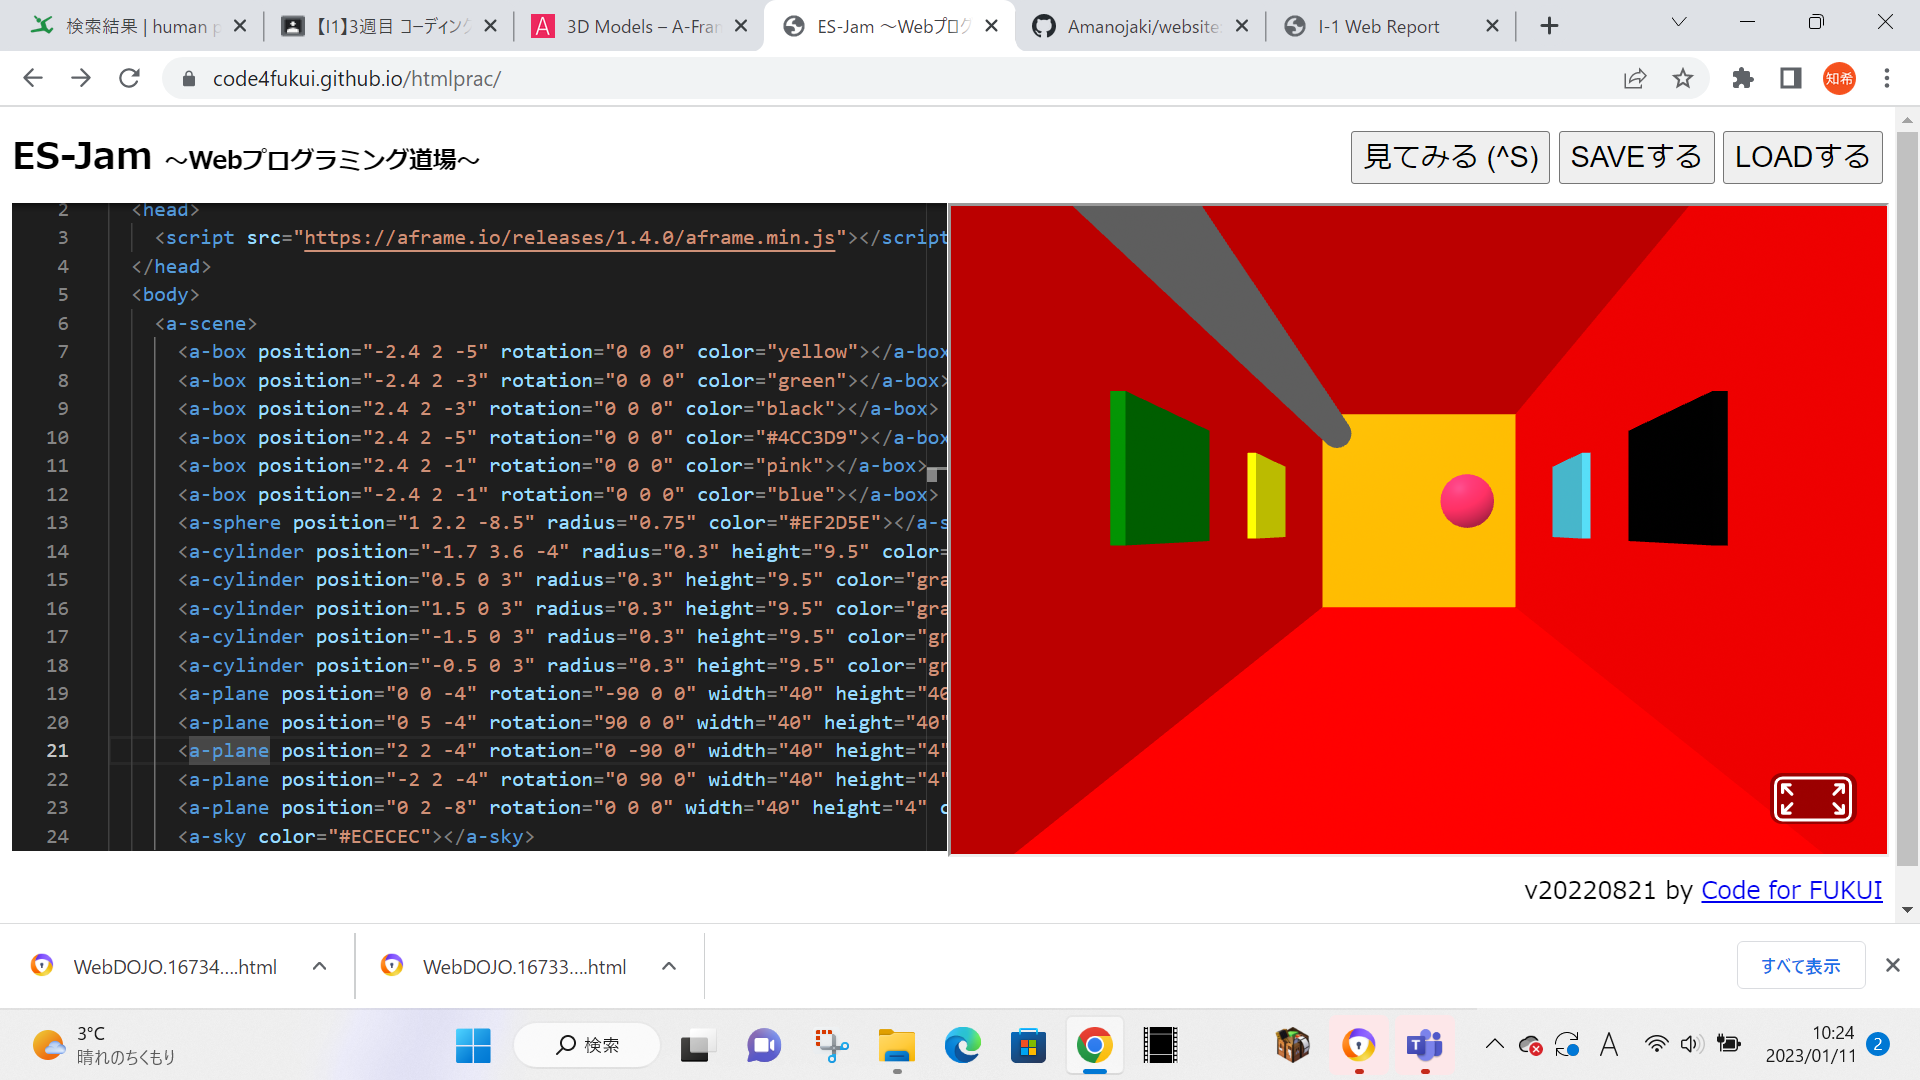 検索結果 | human p
【I1】3週目 コーディング
3D Models – A-Fran
ES-Jam ～Webプログ
Amanojaki/website
I-1 Web Report
code4fukui.github.io/htmlprac/
知希
ES-Jam ～Webプログラミング道場～
見てみる (^S)
SAVEする
LOADする
2 <head>
3 <script src="https://aframe.io/releases/1.4.0/aframe.min.js"></script
4 </head>
5 <body>
6 <a-scene>
7 <a-box position="-2.4 2 -5" rotation="0 0 0" color="yellow"></a-box
8 <a-box position="-2.4 2 -3" rotation="0 0 0" color="green"></a-box>
9 <a-box position="2.4 2 -3" rotation="0 0 0" color="black"></a-box>
10 <a-box position="2.4 2 -5" rotation="0 0 0" color="#4CC3D9"></a-box
11 <a-box position="2.4 2 -1" rotation="0 0 0" color="pink"></a-box>
12 <a-box position="-2.4 2 -1" rotation="0 0 0" color="blue"></a-box>
13 <a-sphere position="1 2.2 -8.5" radius="0.75" color="#EF2D5E"></a-s
14 <a-cylinder position="-1.7 3.6 -4" radius="0.3" height="9.5" color=
15 <a-cylinder position="0.5 0 3" radius="0.3" height="9.5" color="gra
16 <a-cylinder position="1.5 0 3" radius="0.3" height="9.5" color="gra
17 <a-cylinder position="-1.5 0 3" radius="0.3" height="9.5" color="gr
18 <a-cylinder position="-0.5 0 3" radius="0.3" height="9.5" color="gr
19 <a-plane position="0 0 -4" rotation="-90 0 0" width="40" height="40
20 <a-plane position="0 5 -4" rotation="90 0 0" width="40" height="40"
21 <a-plane position="2 2 -4" rotation="0 -90 0" width="40" height="4"
22 <a-plane position="-2 2 -4" rotation="0 90 0" width="40" height="4"
23 <a-plane position="0 2 -8" rotation="0 0 0" width="40" height="4" c
24 <a-sky color="#ECECEC"></a-sky>
v20220821 by Code for FUKUI
WebDOJO.16734....html
WebDOJO.16733....html
すべて表示
3°C
晴れのちくもり
検索
A
10:24
2023/01/11
2